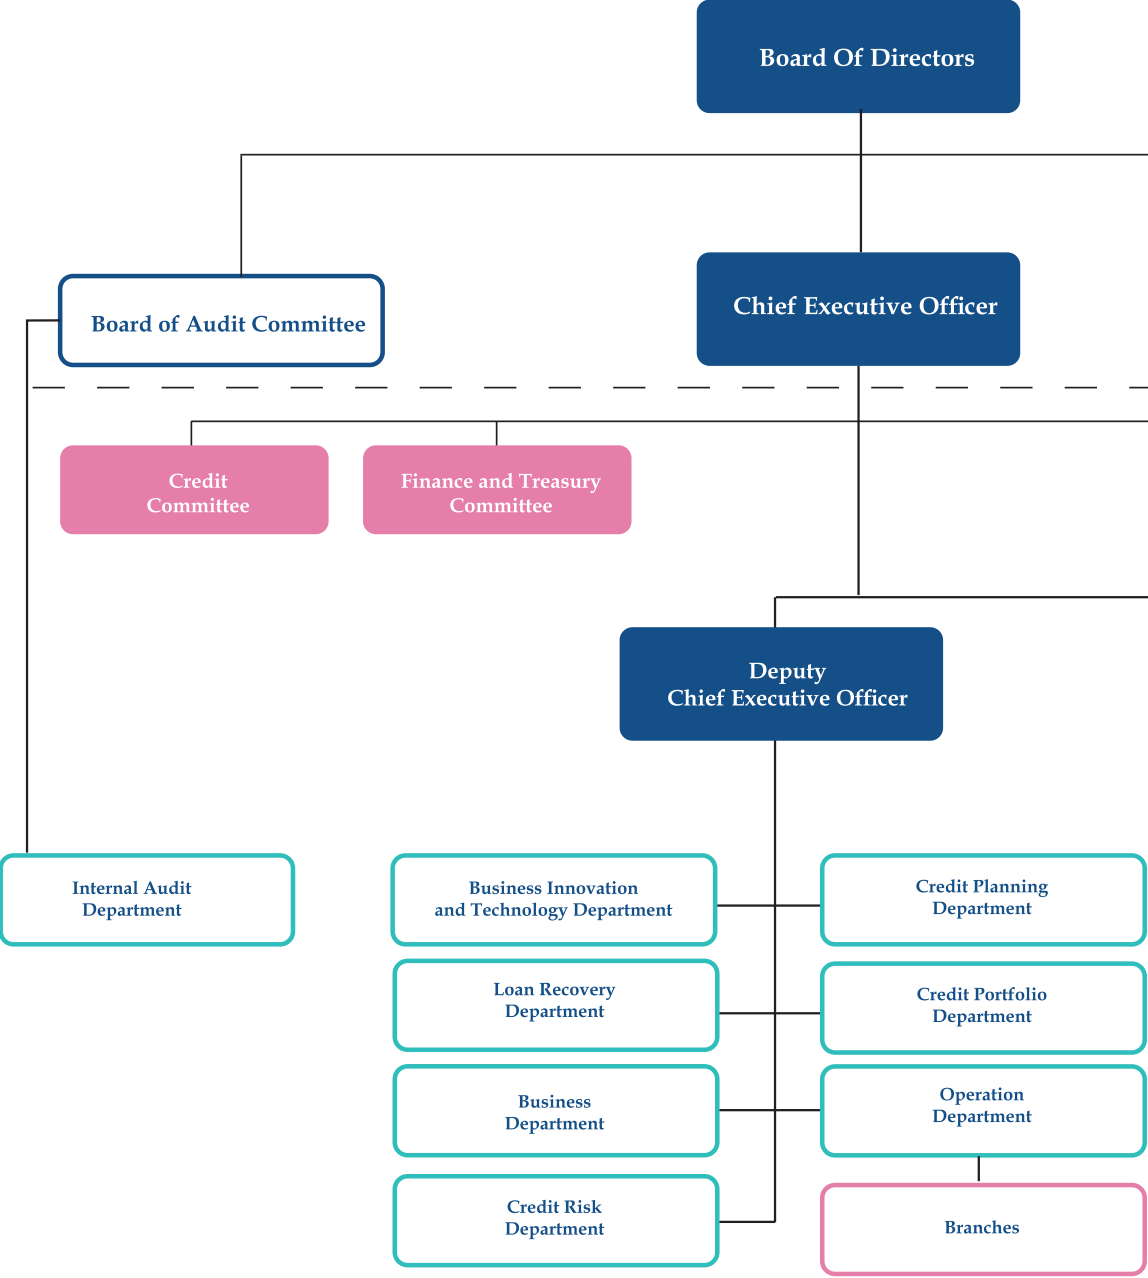 Board Of Directors
Board of Audit Committee
Chief Executive Officer
Credit
Committee
Finance and Treasury
Committee
Deputy
Chief Executive Officer
Internal Audit
Department
Business Innovation
and Technology Department
Credit Planning
Department
Loan Recovery
Department
Credit Portfolio
Department
Business
Department
Operation
Department
Credit Risk
Department
Branches